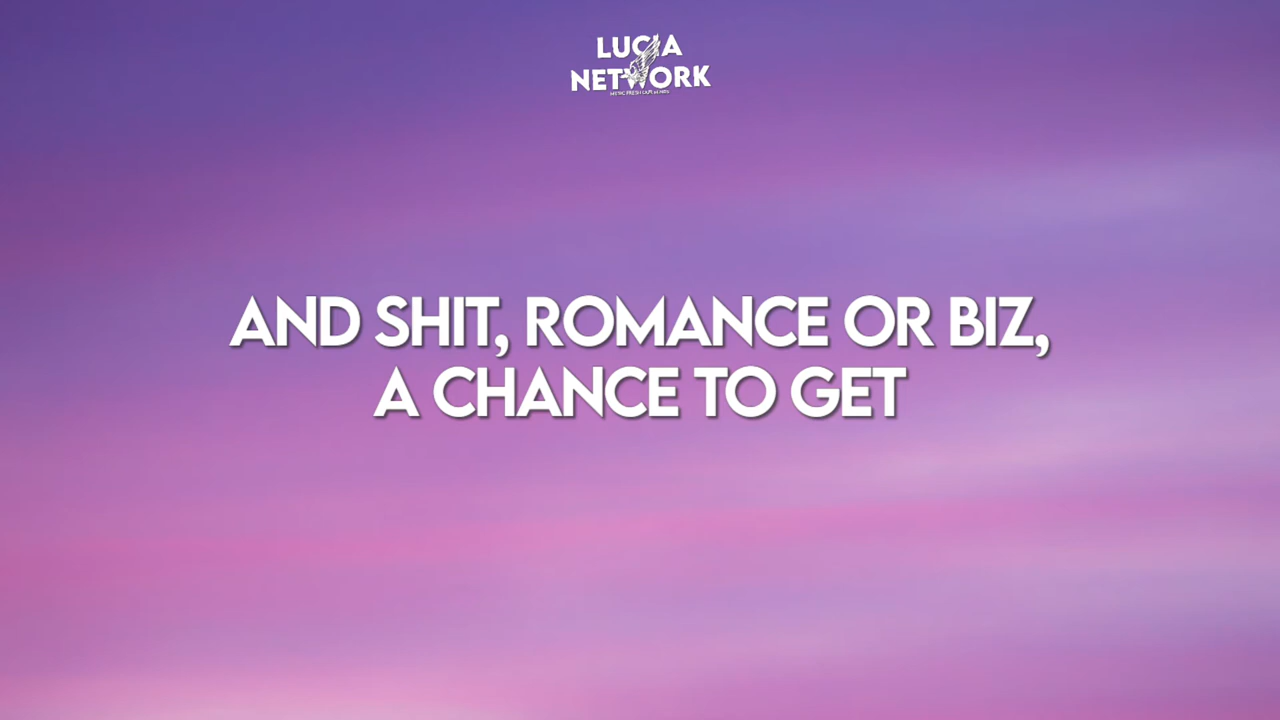 LUCIA
NETWORK
AND SHIT, ROMANCE OR BIZ,
A CHANCE TO GET